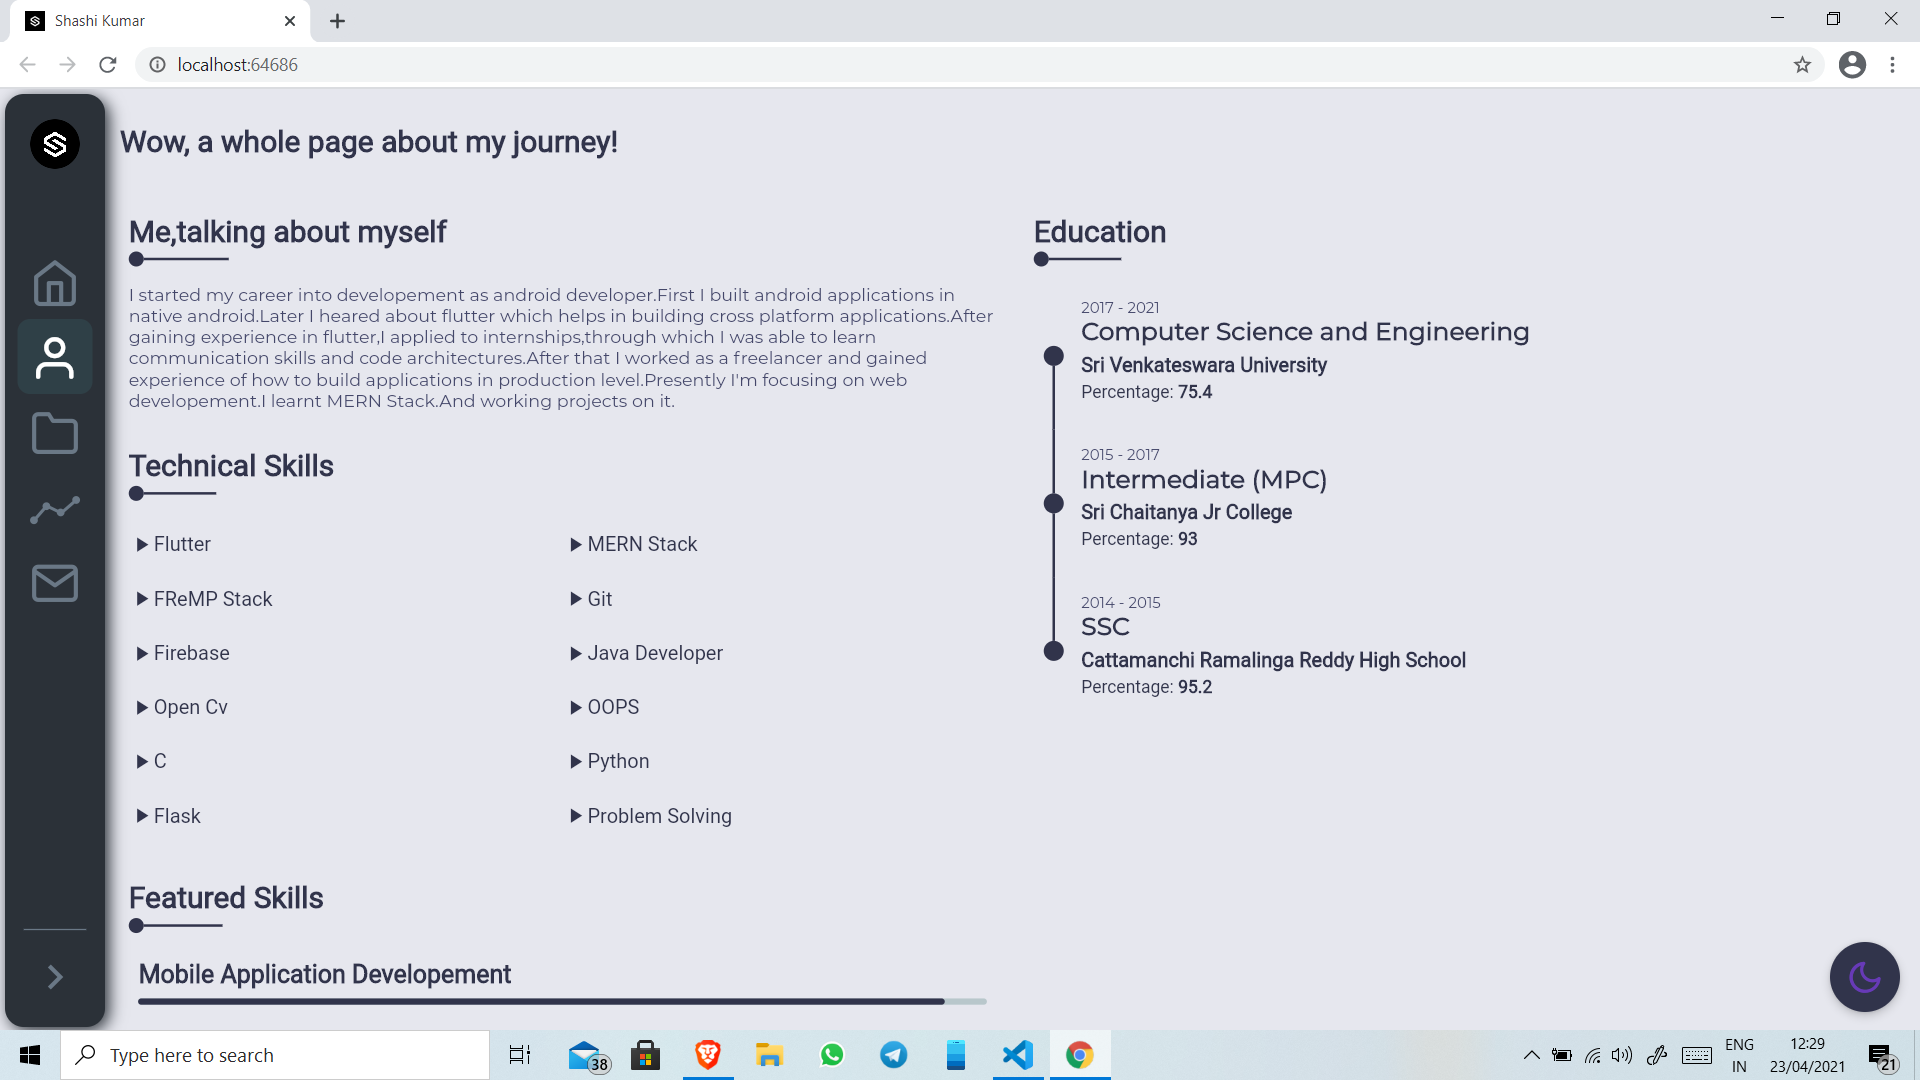 Shashi Kumar
localhost:64686
Wow, a whole page about my journey!
Me,talking about myself
I started my career into developement as android developer.First I built android applications in
native android.Later I heared about flutter which helps in building cross platform applications.After
gaining experience in flutter,I applied to internships,through which I was able to learn
communication skills and code architectures.After that I worked as a freelancer and gained
experience of how to build applications in production level.Presently I'm focusing on web
developement.I learnt MERN Stack.And working projects on it.
Technical Skills
Flutter
MERN Stack
FReMP Stack
Git
Firebase
Java Developer
Open Cv
OOPS
C
Python
Flask
Problem Solving
Featured Skills
Mobile Application Developement
Education
2017 - 2021
Computer Science and Engineering
Sri Venkateswara University
Percentage: 75.4
2015 - 2017
Intermediate (MPC)
Sri Chaitanya Jr College
Percentage: 93
2014 - 2015
SSC
Cattamanchi Ramalinga Reddy High School
Percentage: 95.2
Type here to search
38
ENG
IN
12:29
23/04/2021
21